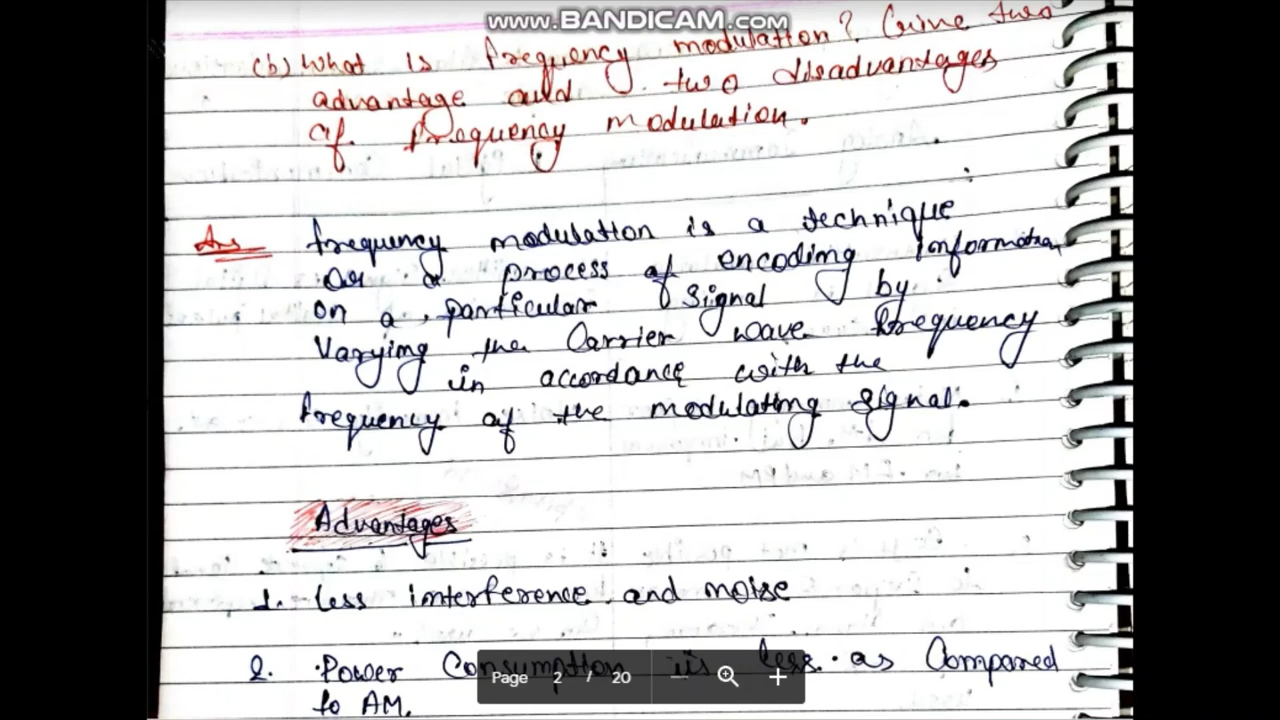 www.BANDICAM.com
(b) What is frequency modulation? Give two
advantage and two disadvantages
of frequency modulation.
Ans frequency modulation is a technique
or a process of encoding information
on a particular signal by
varying the carrier wave frequency
in accordance with the
frequency of the modulating signal.
Advantages
1. Less interference and noise
2. Power Consumption is less as Compared
to AM.
Page 2 / 20